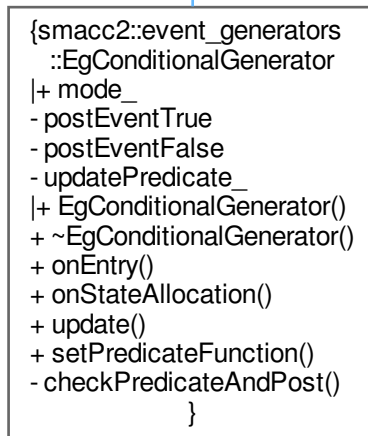 {smacc2::event_generators
::EgConditionalGenerator
|+ mode_
- postEventTrue
- postEventFalse
- updatePredicate_
|+ EgConditionalGenerator()
+ ~EgConditionalGenerator()
+ onEntry()
+ onStateAllocation()
+ update()
+ setPredicateFunction()
- checkPredicateAndPost()
}